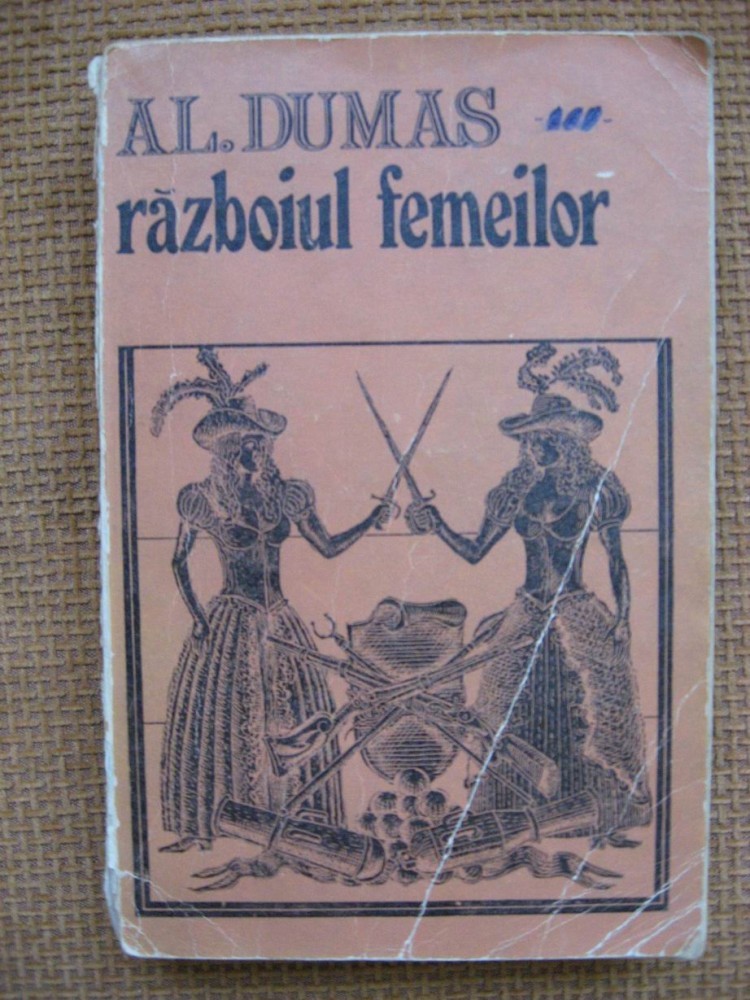 AL. DUMAS
războiul femeilor